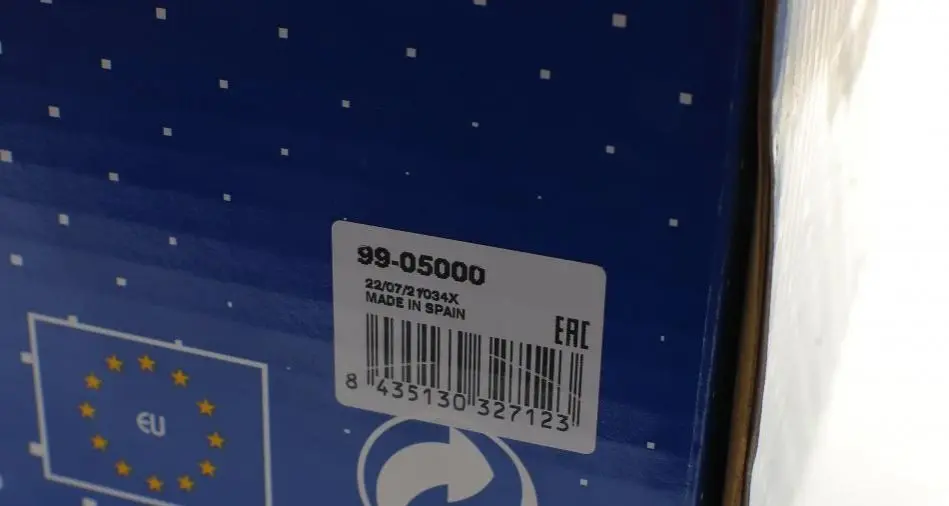 99-05000
22/07/21034X
MADE IN SPAIN
EAC
8 435130 327123
EU